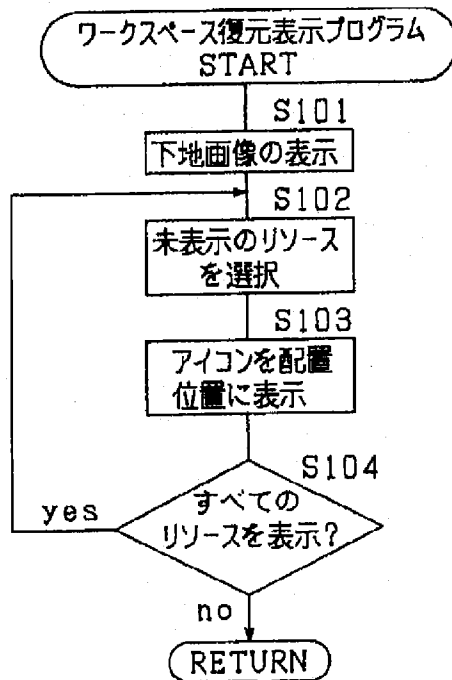 ワークスペース復元表示プログラム
START
S101
下地画像の表示
S102
未表示のリソース
を選択
S103
アイコンを配置
位置に表示
S104
すべての
リソースを表示?
yes
no
RETURN